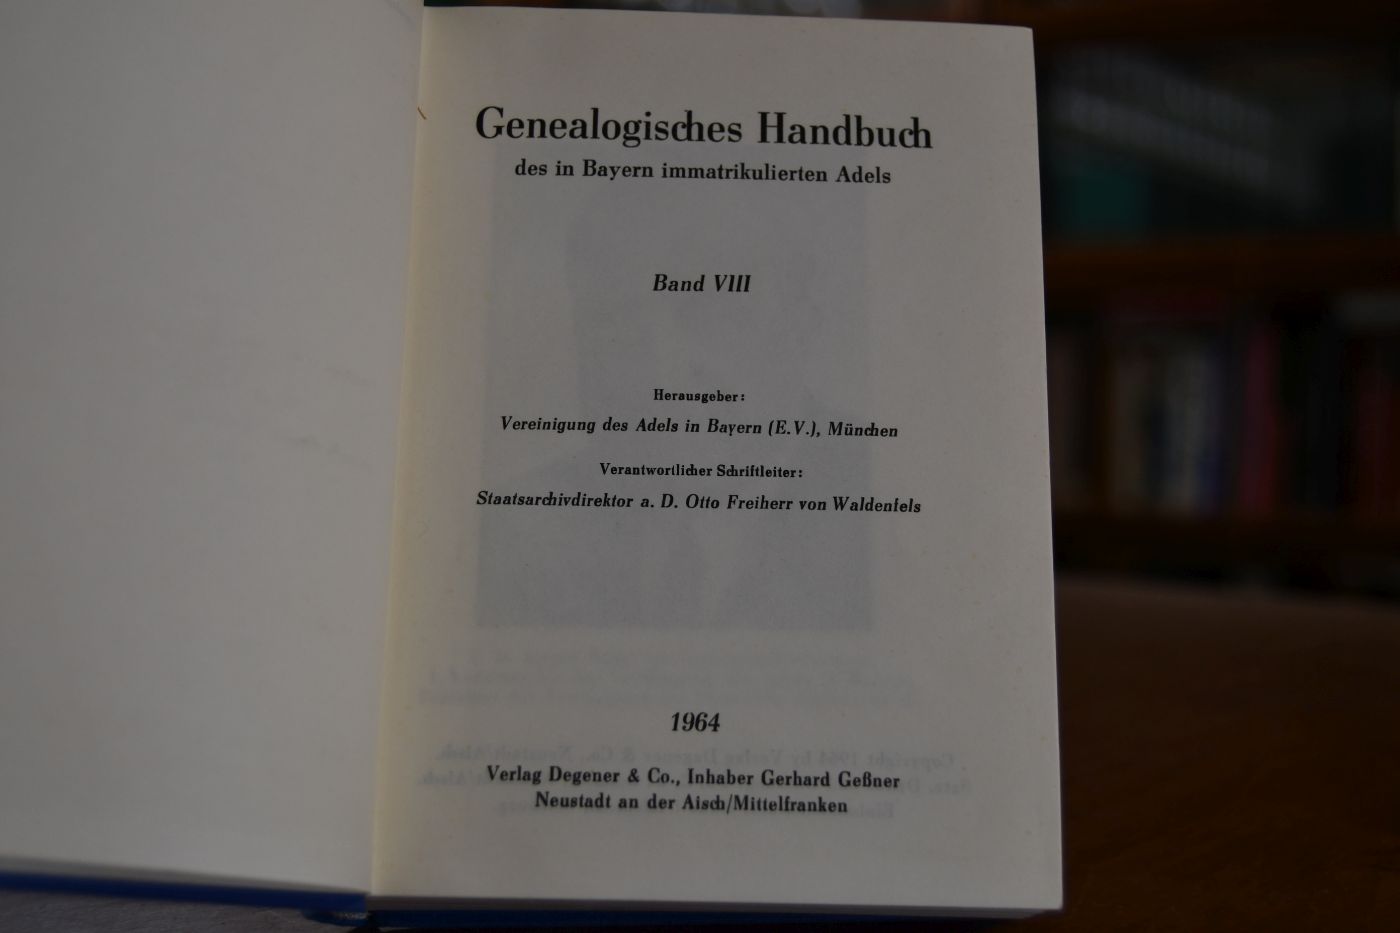 Genealogisches Handbuch
des in Bayern immatrikulierten Adels
Band VIII
Herausgeber:
Vereinigung des Adels in Bayern (E.V.), München
Verantwortlicher Schriftleiter:
Staatsarchivdirektor a. D. Otto Freiherr von Waldenfels
1964
Verlag Degener & Co., Inhaber Gerhard Geßner
Neustadt an der Aisch/Mittelfranken